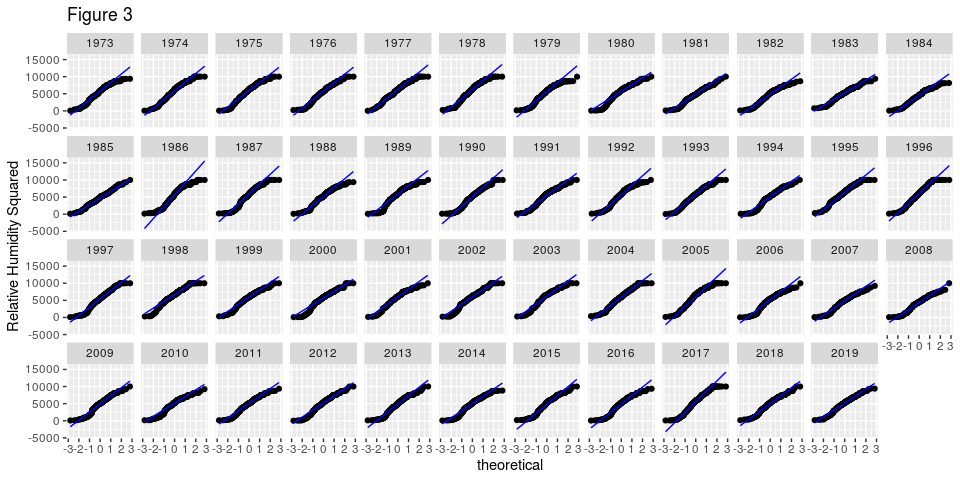 Figure 3
1973 1974 1975 1976 1977 1978 1979 1980 1981 1982 1983 1984
15000
10000
5000
0
-5000
1985 1986 1987 1988 1989 1990 1991 1992 1993 1994 1995 1996
15000
10000
5000
0
-5000
1997 1998 1999 2000 2001 2002 2003 2004 2005 2006 2007 2008
15000
10000
5000
0
-5000
-3 -2 -1 0 1 2 3
2009 2010 2011 2012 2013 2014 2015 2016 2017 2018 2019
15000
10000
5000
0
-5000
-3 -2 -1 0 1 2 3 -3 -2 -1 0 1 2 3 -3 -2 -1 0 1 2 3 -3 -2 -1 0 1 2 3 -3 -2 -1 0 1 2 3 -3 -2 -1 0 1 2 3 -3 -2 -1 0 1 2 3 -3 -2 -1 0 1 2 3 -3 -2 -1 0 1 2 3 -3 -2 -1 0 1 2 3 -3 -2 -1 0 1 2 3
theoretical
Relative Humidity Squared